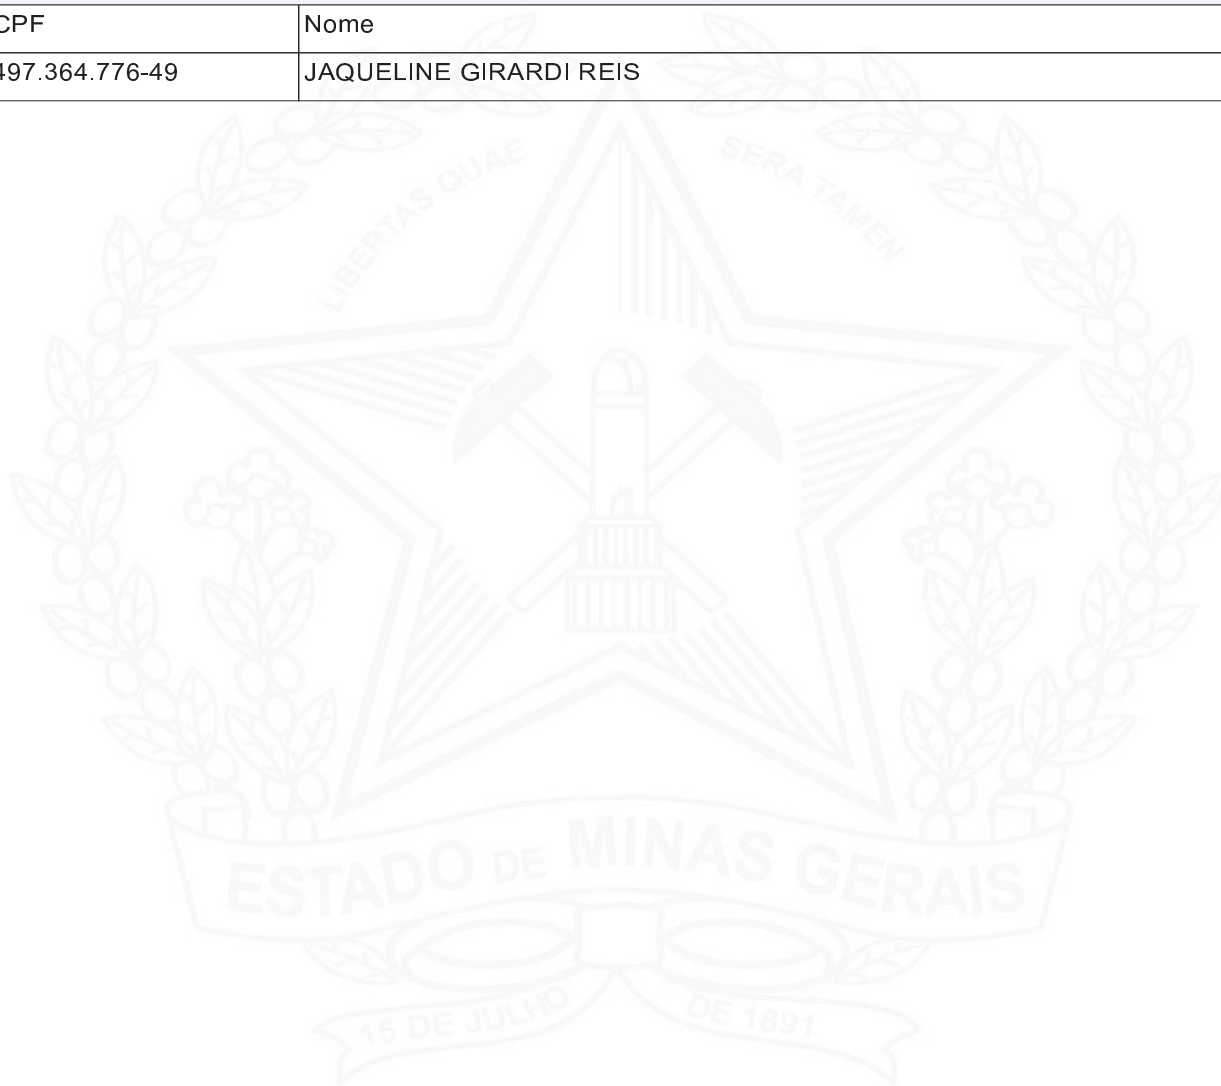 CPF Nome
497.364.776-49 JAQUELINE GIRARDI REIS
LIBERTAS QUAE SERA TAMEN
ESTADO DE MINAS GERAIS
15 DE JULHO DE 1891